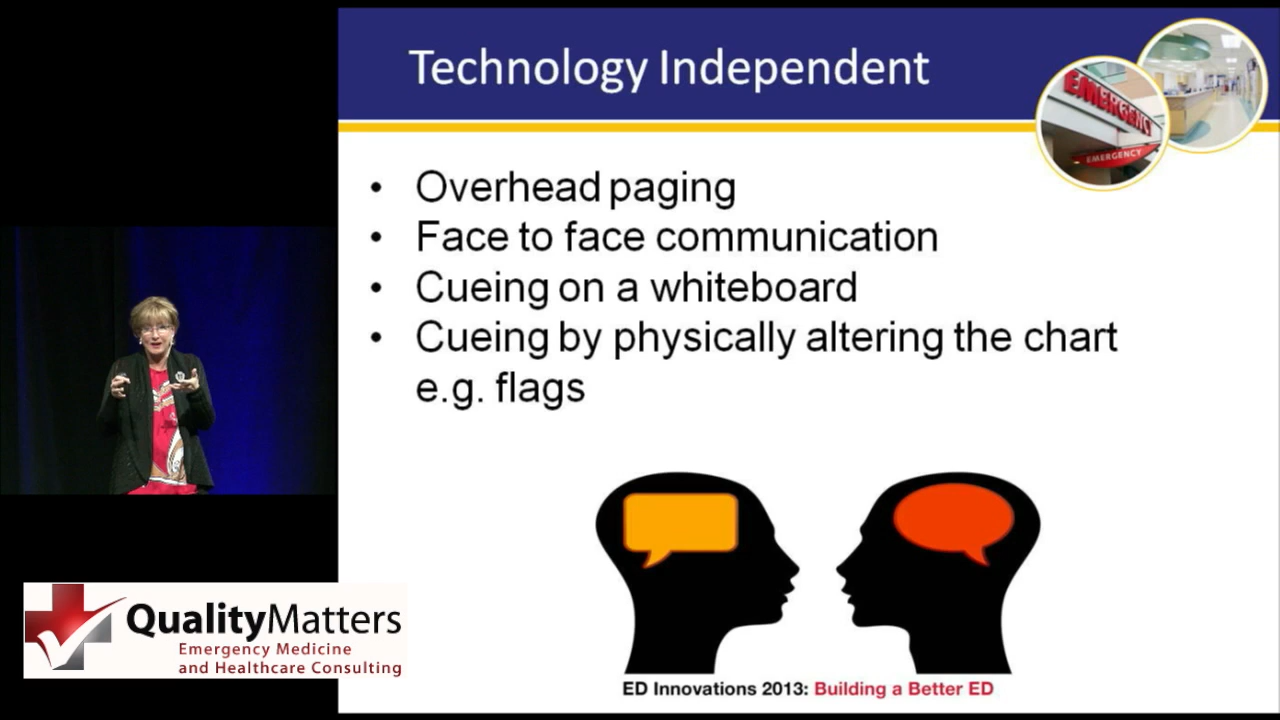 Technology Independent
EMERGENC
EMERGENCY
• Overhead paging
• Face to face communication
• Cueing on a whiteboard
• Cueing by physically altering the chart
e.g. flags
QualityMatters
Emergency Medicine
and Healthcare Consulting
ED Innovations 2013: Building a Better ED